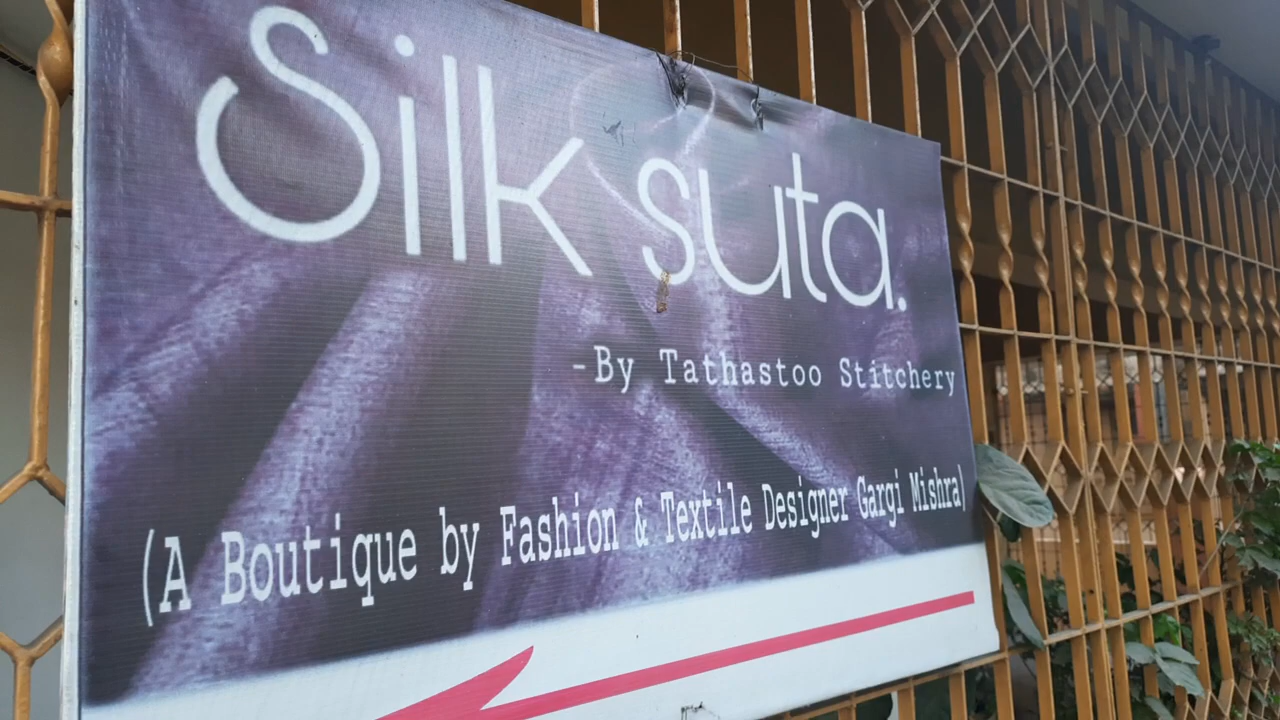 Silk suta.
-By Tathastoo Stitchery
(A Boutique by Fashion & Textile Designer Gargi Mishra)